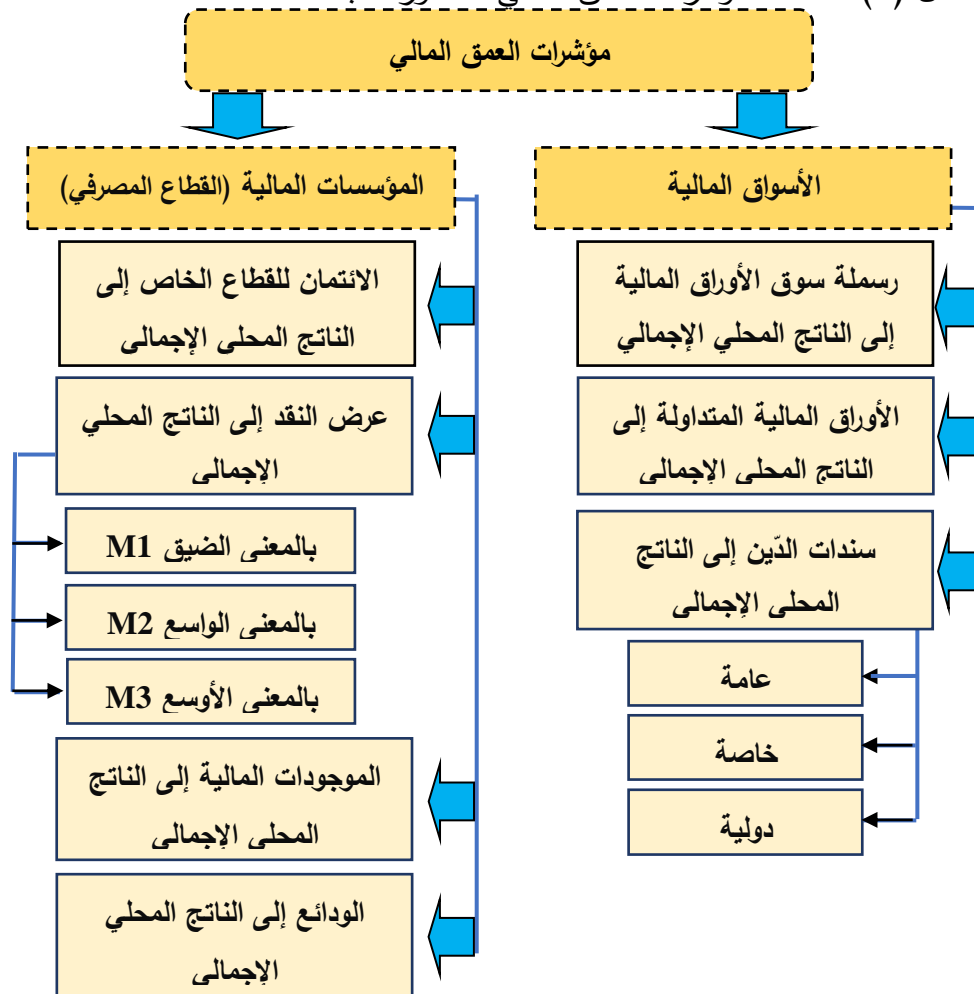 مؤشرات العمق المالي
الأسواق المالية
رسملة سوق الأوراق المالية
إلى الناتج المحلي الإجمالي
الأوراق المالية المتداولة إلى
الناتج المحلى الإجمالى
سندات الدّين إلى الناتج
المحلى الإجمالى
عامة
خاصة
دولية
المؤسسات المالية (القطاع المصرفي)
الائتمان للقطاع الخاص إلى
الناتج المحلى الإجمالى
عرض النقد إلى الناتج المحلي
الإجمالى
بالمعنى الضيق M1
بالمعنى الواسع M2
بالمعنى الأوسع M3
الموجودات المالية إلى الناتج
المحلى الإجمالى
الودائع إلى الناتج المحلي
الإجمالى